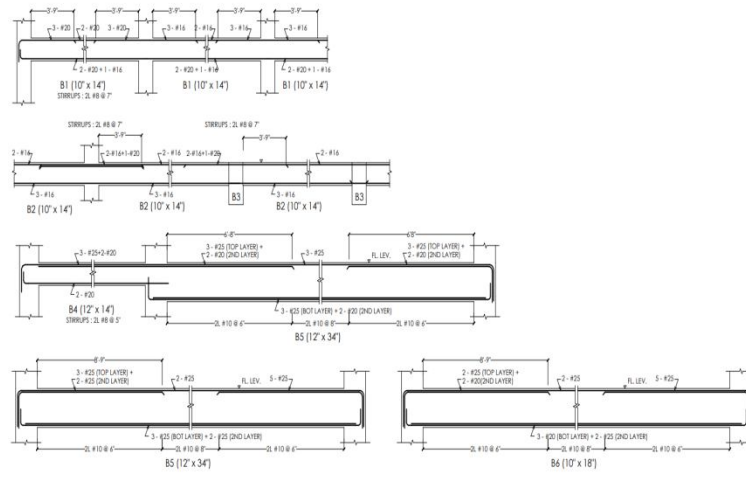 3'-9" 3'-9" 3'-9" 3'-9" 3'-9"
3 - #20 2 - #20 3 - #20 2 - #16 3 - #16 3 - #16
2 - #20 + 1 - #16 2 - #20 + 1 - #16 2 - #20 + 1 - #16
B1 (10" x 14") B1 (10" x 14") B1 (10" x 14")
STIRRUPS : 2L #8 @ 7"
STIRRUPS : 2L #8 @ 7" STIRRUPS : 2L #8 @ 7"
3'-9" 3'-9"
2 - #16 2-#16+1-#20 2 - #16 2-#16+1-#20 2 - #16
3 - #16 3 - #16 B3 3 - #16 B3
B2 (10" x 14") B2 (10" x 14") B2 (10" x 14")
6'-8" 6'8"
3 - #25 (TOP LAYER) + 3 - #25 (TOP LAYER) +
3 - #25+2-#20 2 - #20 (2ND LAYER) 3 - #25 FL. LEV. 2 - #20 (2ND LAYER)
2 - #20
3 - #25 (BOT LAYER) + 2 - #20 (2ND LAYER)
B4 (12" x 14")
STIRRUPS: 2L #8 @ 5" 2L #10 @ 6" 2L #10 @ 8" 2L #10 @ 6"
B5 (12" x 34")
8'-9" 8'-9"
3 - #25 (TOP LAYER) + 2 - #25 (TOP LAYER) +
2 - #25 (2ND LAYER) 2 - #25 FL. LEV. 5 - #25 2 - #20(2ND LAYER) 2 - #25 FL. LEV. 5 - #25
3 - #25 (BOT LAYER) + 2 - #25 (2ND LAYER) 3 - #20 (BOT LAYER) + 2 - #25 (2ND LAYER)
2L #10 @ 6" 2L #10 @ 8" 2L #10 @ 6" 2L #10 @ 6" 2L #10 @ 8" 2L #10 @ 6"
B5 (12" x 34") B6 (10" x 18")